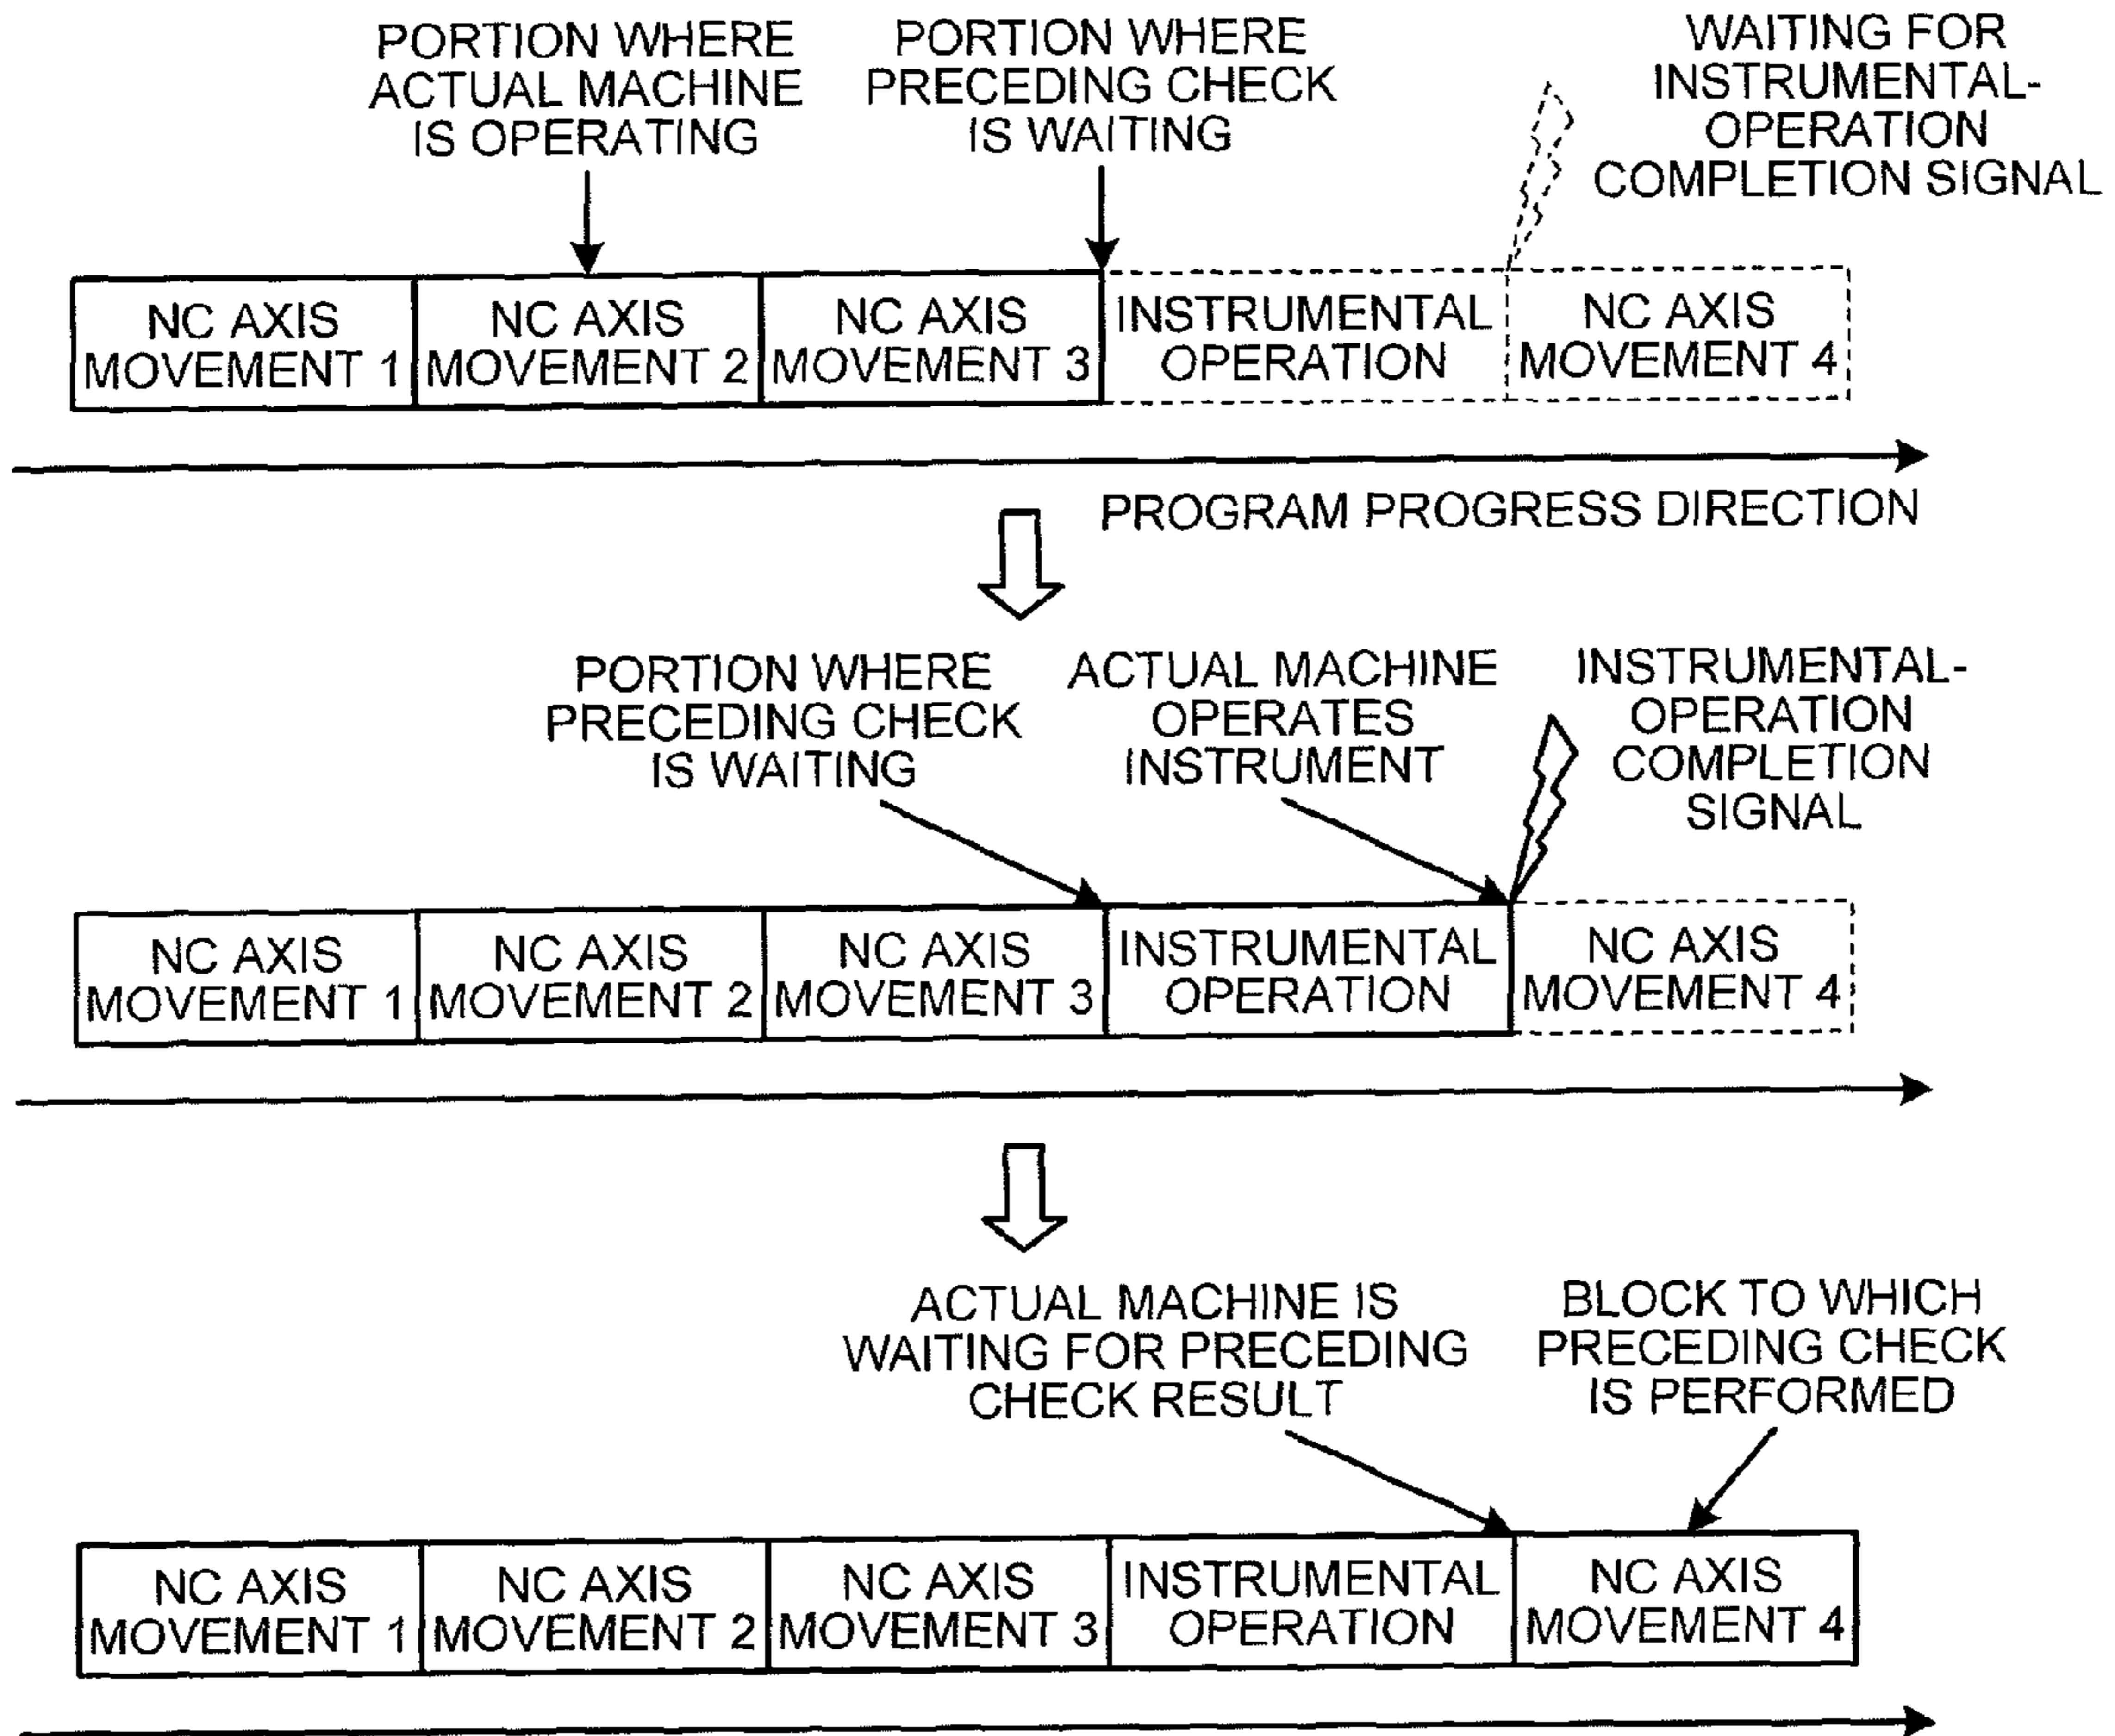 PORTION WHERE
ACTUAL MACHINE
IS OPERATING
PORTION WHERE
PRECEDING CHECK
IS WAITING
WAITING FOR
INSTRUMENTAL-
OPERATION
COMPLETION SIGNAL
NC AXIS
MOVEMENT 1
NC AXIS
MOVEMENT 2
NC AXIS
MOVEMENT 3
INSTRUMENTAL
OPERATION
NC AXIS
MOVEMENT 4
PROGRAM PROGRESS DIRECTION
PORTION WHERE
PRECEDING CHECK
IS WAITING
ACTUAL MACHINE
OPERATES
INSTRUMENT
INSTRUMENTAL-
OPERATION
COMPLETION
SIGNAL
NC AXIS
MOVEMENT 1
NC AXIS
MOVEMENT 2
NC AXIS
MOVEMENT 3
INSTRUMENTAL
OPERATION
NC AXIS
MOVEMENT 4
ACTUAL MACHINE IS
WAITING FOR PRECEDING
CHECK RESULT
BLOCK TO WHICH
PRECEDING CHECK
IS PERFORMED
NC AXIS
MOVEMENT 1
NC AXIS
MOVEMENT 2
NC AXIS
MOVEMENT 3
INSTRUMENTAL
OPERATION
NC AXIS
MOVEMENT 4